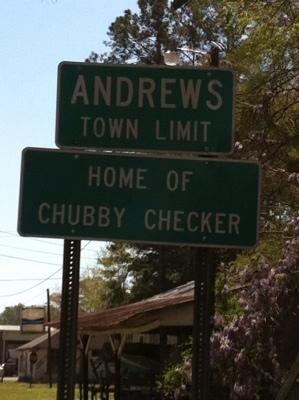 ANDREWS
TOWN LIMIT
HOME OF
CHUBBY CHECKER